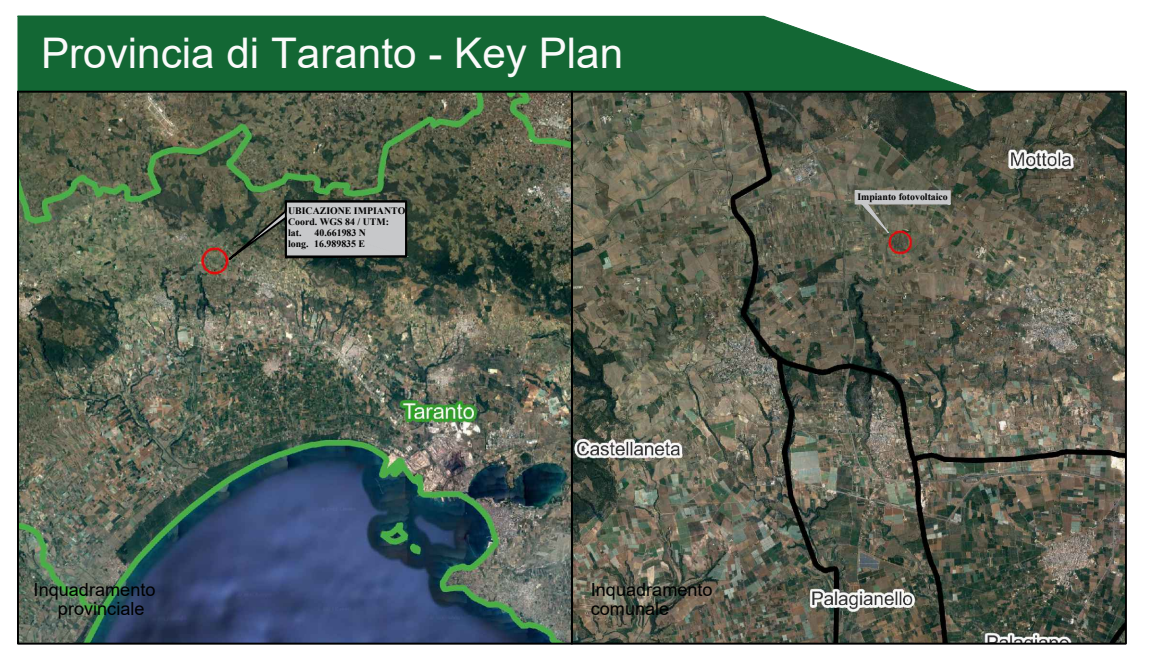 Provincia di Taranto - Key Plan
UBICAZIONE IMPIANTO
Coord. WGS 84 / UTM:
lat. 40.661983 N
long. 16.989835 E
Taranto
Inquadramento
provinciale
Mottola
Impianto fotovoltaico
Castellaneta
Inquadramento
comunale
Palagianello
Palagiano